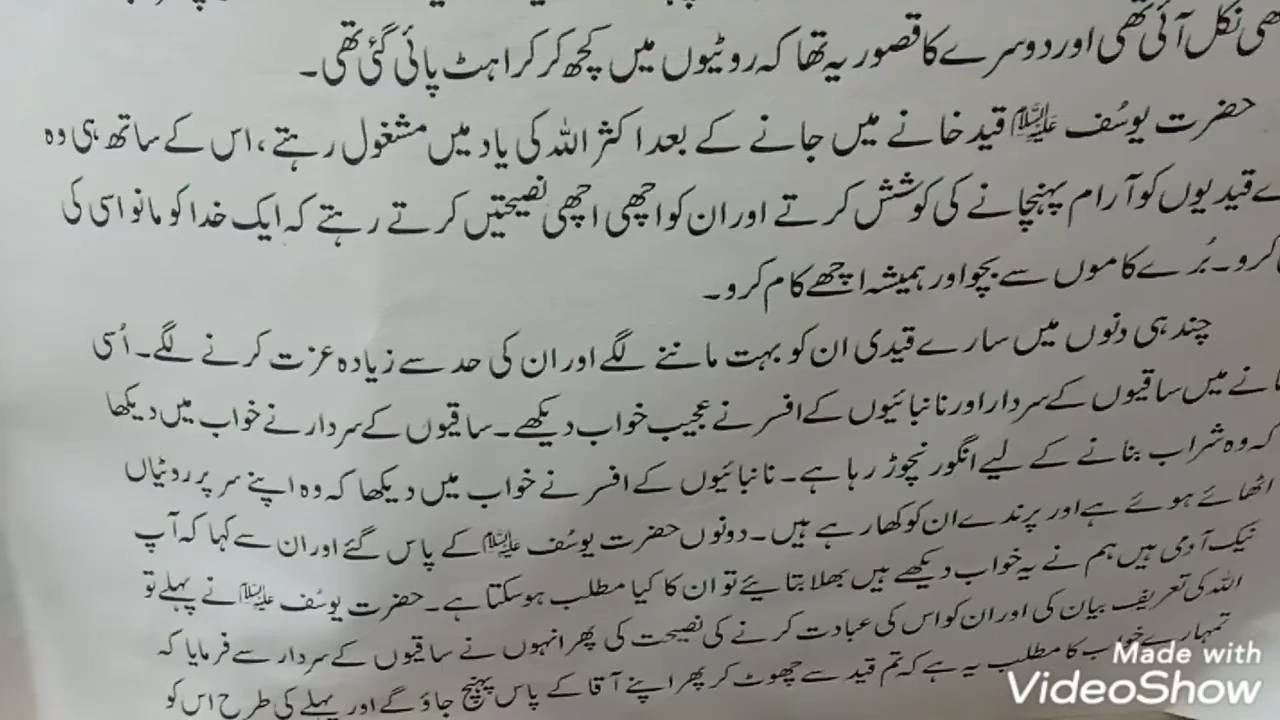 نکل آئی تھی اور دوسرے کا قصور یہ تھا کہ روٹیوں میں کچھ کرکراہٹ پائی گئی تھی۔
حضرت یوسُف علیہ السلام قید خانے میں جانے کے بعد اکثر اللہ کی یاد میں مشغول رہتے، اس کے ساتھ ہی وہ
قیدیوں کو آرام پہنچانے کی کوشش کرتے اور ان کو اچھی اچھی نصیحتیں کرتے رہتے کہ ایک خدا کو مانو اسی کی
کرو۔ بُرے کاموں سے بچو اور ہمیشہ اچھے کام کرو۔
چند ہی دنوں میں سارے قیدی ان کو بہت ماننے لگے اور ان کی حد سے زیادہ عزت کرنے لگے۔ اُسی
میں ساقیوں کے سردار اور نانبائیوں کے افسر نے عجیب خواب دیکھے۔ ساقیوں کے سردار نے خواب میں دیکھا
کہ وہ شراب بنانے کے لیے انگور نچوڑ رہا ہے۔ نانبائیوں کے افسر نے خواب میں دیکھا کہ وہ اپنے سر پر روٹیاں
اٹھائے ہوئے ہے اور پرندے ان کو کھا رہے ہیں۔ دونوں حضرت یوسُف علیہ السلام کے پاس گئے اور ان سے کہا کہ آپ
نیک آدمی ہیں ہم نے یہ خواب دیکھے ہیں بھلا بتایئے تو ان کا کیا مطلب ہو سکتا ہے۔ حضرت یوسُف علیہ السلام نے پہلے تو
اللہ کی تعریف بیان کی اور ان کو اس کی عبادت کرنے کی نصیحت کی پھر انہوں نے ساقیوں کے سردار سے فرمایا کہ
تمہارے خواب کا مطلب یہ ہے کہ تم قید سے چھوٹ کر پھر اپنے آقا کے پاس پہنچ جاؤ گے اور پہلے کی طرح اس کو
Made with
VideoShow